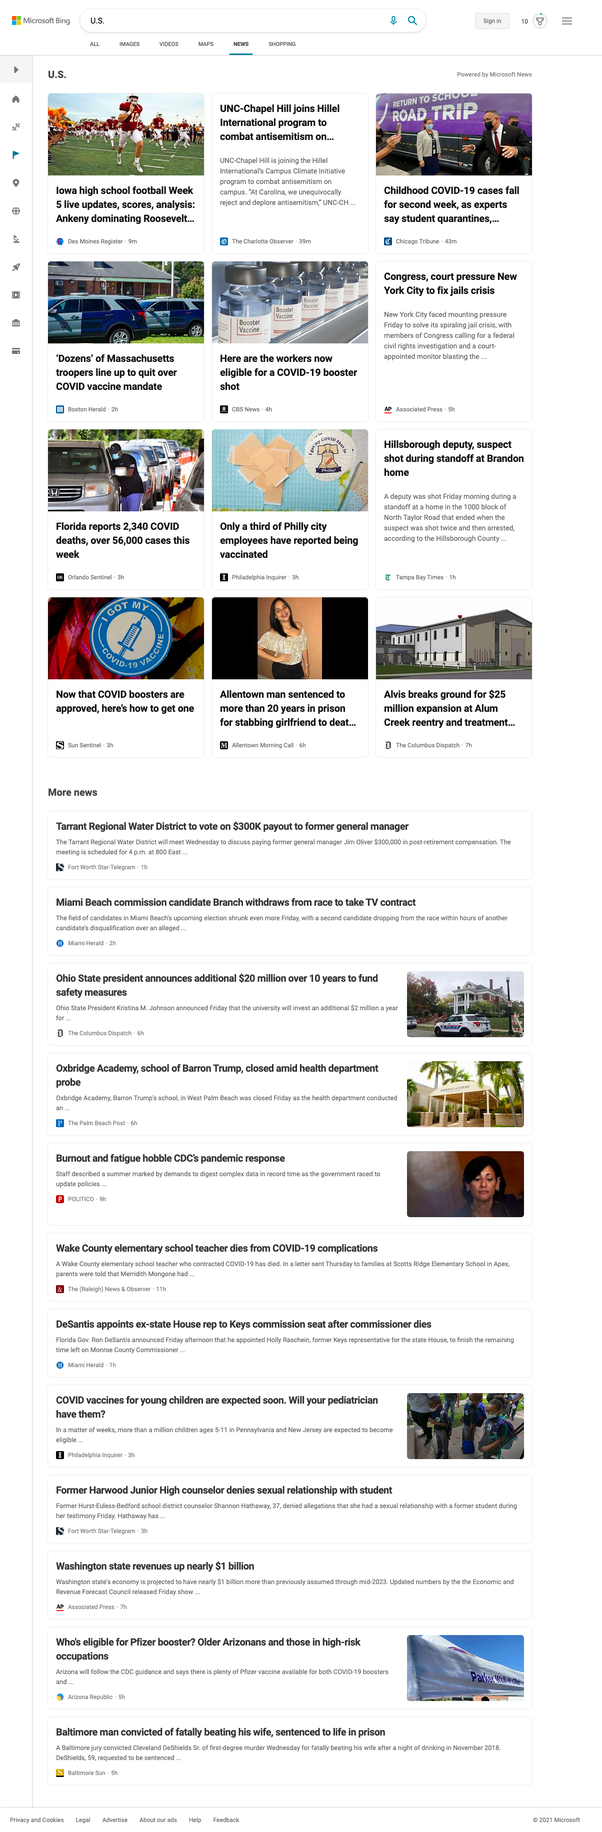 Microsoft Bing
U.S.
Sign in
10
ALL
IMAGES
VIDEOS
MAPS
NEWS
SHOPPING
U.S.
Powered by Microsoft News
Iowa high school football Week
5 live updates, scores, analysis:
Ankeny dominating Roosevelt...
Des Moines Register · 9m
UNC-Chapel Hill joins Hillel
International program to
combat antisemitism on...
UNC-Chapel Hill is joining the Hillel
International's Campus Climate Initiative
program to combat antisemitism on
campus. "At Carolina, we unequivocally
reject and deplore antisemitism," UNC-CH ...
The Charlotte Observer · 39m
RETURN TO SCHOOL
ROAD TRIP
Childhood COVID-19 cases fall
for second week, as experts
say student quarantines,...
Chicago Tribune · 43m
'Dozens' of Massachusetts
troopers line up to quit over
COVID vaccine mandate
Boston Herald · 2h
Booster
Vaccine
Booster
Vaccine
Here are the workers now
eligible for a COVID-19 booster
shot
CBS News · 4h
Congress, court pressure New
York City to fix jails crisis
New York City faced mounting pressure
Friday to solve its spiraling jail crisis, with
members of Congress calling for a federal
civil rights investigation and a court-
appointed monitor blasting the ...
AP Associated Press · 5h
Florida reports 2,340 COVID
deaths, over 56,000 cases this
week
OS Orlando Sentinel · 3h
Only a third of Philly city
employees have reported being
vaccinated
Philadelphia Inquirer · 3h
Hillsborough deputy, suspect
shot during standoff at Brandon
home
A deputy was shot Friday morning during a
standoff at a home in the 1000 block of
North Taylor Road that ended when the
suspect was shot twice and then arrested,
according to the Hillsborough County ...
Tampa Bay Times · 1h
I GOT MY
COVID-19 VACCINE
Now that COVID boosters are
approved, here's how to get one
Sun Sentinel · 3h
Allentown man sentenced to
more than 20 years in prison
for stabbing girlfriend to deat...
Allentown Morning Call · 6h
Alvis breaks ground for $25
million expansion at Alum
Creek reentry and treatment...
The Columbus Dispatch · 7h
More news
Tarrant Regional Water District to vote on $300K payout to former general manager
The Tarrant Regional Water District will meet Wednesday to discuss paying former general manager Jim Oliver $300,000 in post-retirement compensation. The
meeting is scheduled for 4 p.m. at 800 East ...
Fort Worth Star-Telegram · 1h
Miami Beach commission candidate Branch withdraws from race to take TV contract
The field of candidates in Miami Beach's upcoming election shrunk even more Friday, with a second candidate dropping from the race within hours of another
candidate's disqualification over an alleged ...
Miami Herald · 2h
Ohio State president announces additional $20 million over 10 years to fund
safety measures
Ohio State President Kristina M. Johnson announced Friday that the university will invest an additional $2 million a year
for ...
The Columbus Dispatch · 6h
Oxbridge Academy, school of Barron Trump, closed amid health department
probe
Oxbridge Academy, Barron Trump's school, in West Palm Beach was closed Friday as the health department conducted
an ...
The Palm Beach Post · 6h
Burnout and fatigue hobble CDC's pandemic response
Staff described a summer marked by demands to digest complex data in record time as the government raced to
update policies ...
POLITICO · 9h
Wake County elementary school teacher dies from COVID-19 complications
A Wake County elementary school teacher who contracted COVID-19 has died. In a letter sent Thursday to families at Scotts Ridge Elementary School in Apex,
parents were told that Merridith Mongone had ...
The (Raleigh) News & Observer · 11h
DeSantis appoints ex-state House rep to Keys commission seat after commissioner dies
Florida Gov. Ron DeSantis announced Friday afternoon that he appointed Holly Raschein, former Keys representative for the state House, to finish the remaining
time left on Monroe County Commissioner ...
Miami Herald · 1h
COVID vaccines for young children are expected soon. Will your pediatrician
have them?
In a matter of weeks, more than a million children ages 5-11 in Pennsylvania and New Jersey are expected to become
eligible ...
Philadelphia Inquirer · 3h
Former Harwood Junior High counselor denies sexual relationship with student
Former Hurst-Euless-Bedford school district counselor Shannon Hathaway, 37, denied allegations that she had a sexual relationship with a former student during
her testimony Friday. Hathaway has ...
Fort Worth Star-Telegram · 3h
Washington state revenues up nearly $1 billion
Washington state's economy is projected to have nearly $1 billion more than previously assumed through mid-2023. Updated numbers by the the Economic and
Revenue Forecast Council released Friday show ...
AP Associated Press · 7h
Who's eligible for Pfizer booster? Older Arizonans and those in high-risk
occupations
Arizona will follow the CDC guidance and says there is plenty of Pfizer vaccine available for both COVID-19 boosters
and ...
Arizona Republic · 5h
Baltimore man convicted of fatally beating his wife, sentenced to life in prison
A Baltimore jury convicted Cleveland DeShields Sr. of first-degree murder Wednesday for fatally beating his wife after a night of drinking in November 2018.
DeShields, 59, requested to be sentenced ...
Baltimore Sun · 5h
Privacy and Cookies
Legal
Advertise
About our ads
Help
Feedback
© 2021 Microsoft